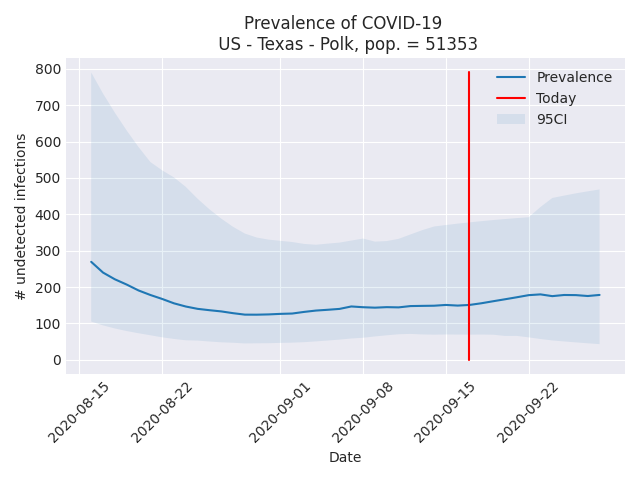 Prevalence of COVID-19
US - Texas - Polk, pop. = 51353
# undetected infections
800
700
600
500
400
300
200
100
0
Prevalence
Today
95CI
2020-08-15
2020-08-22
2020-09-01
2020-09-08
2020-09-15
2020-09-22
Date